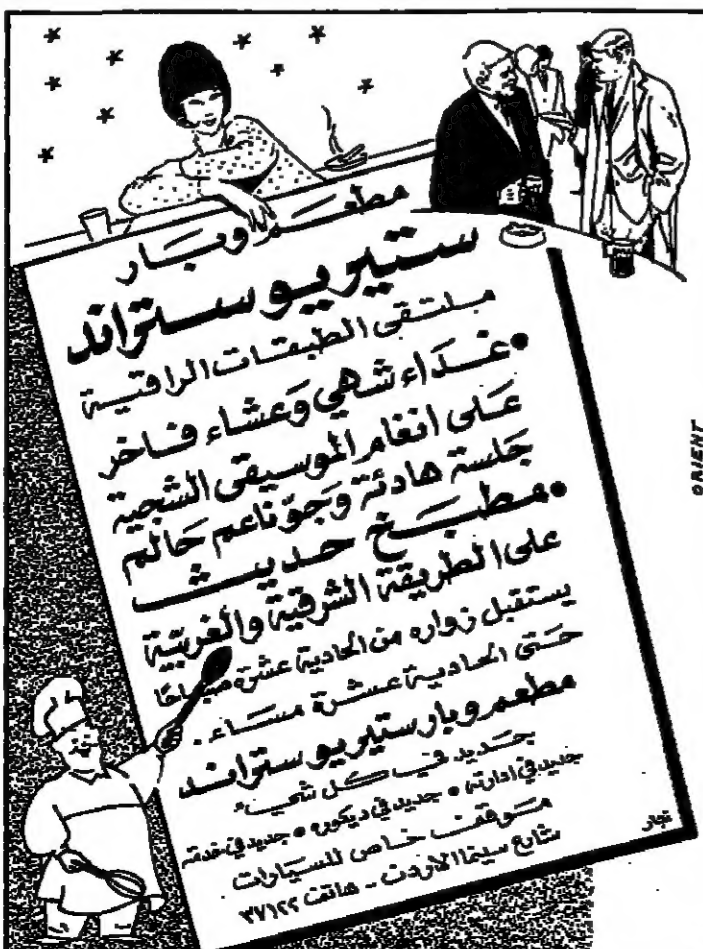 مطعم وبار
ستيريو ستراند
ملتقى الطبقات الراقية
• غداء شهي وعشاء فاخر
على انغام الموسيقى الشجية
جلسة هادئة وجو ناعم حالم
• مطبخ حديث
على الطريقة الشرقية والغربية
يستقبل زواره من الحادية عشرة صباحا
حتى الحادية عشرة مساء .
مطعم وبار ستيريو ستراند
جديد في كل شيء
جديد في ادارته • جديد في ديكوره • جديد في خدمته
موقف خاص للسيارات
شارع سينما الاردن - هاتف ٣٧١٢٢
نجار
ORIENT